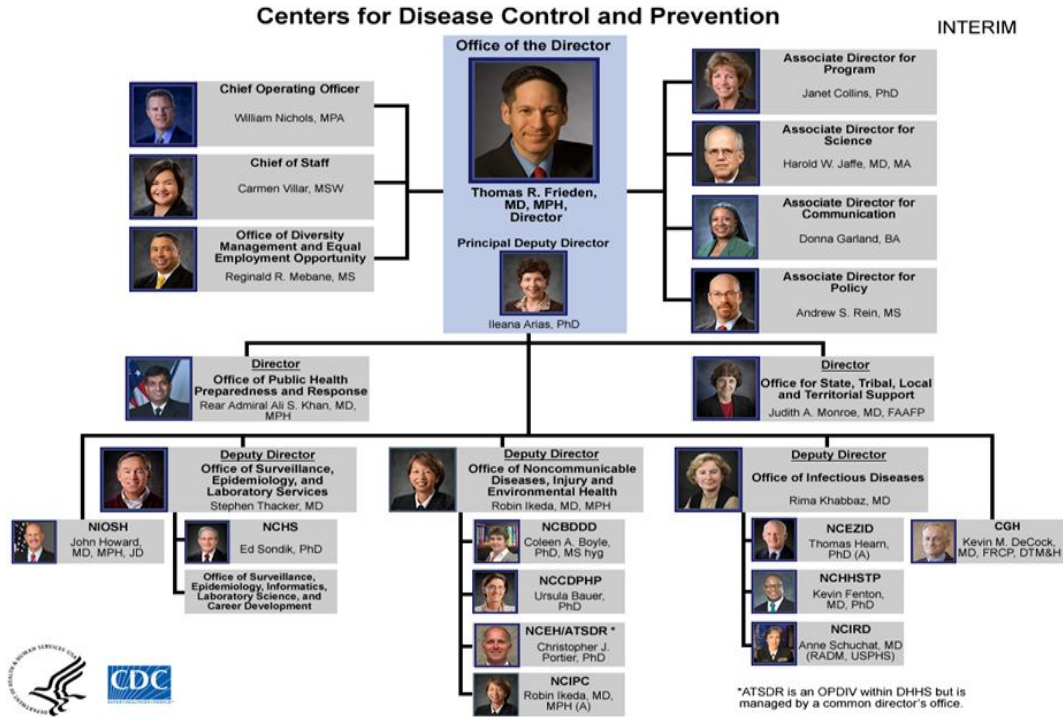 Centers for Disease Control and Prevention
INTERIM
Office of the Director
Thomas R. Frieden,
MD, MPH,
Director
Principal Deputy Director
Ileana Arias, PhD
Chief Operating Officer
William Nichols, MPA
Chief of Staff
Carmen Villar, MSW
Office of Diversity
Management and Equal
Employment Opportunity
Reginald R. Mebane, MS
Associate Director for
Program
Janet Collins, PhD
Associate Director for
Science
Harold W. Jaffe, MD, MA
Associate Director for
Communication
Donna Garland, BA
Associate Director for
Policy
Andrew S. Rein, MS
Director
Office of Public Health
Preparedness and Response
Rear Admiral Ali S. Khan, MD,
MPH
Director
Office for State, Tribal, Local
and Territorial Support
Judith A. Monroe, MD, FAAFP
Deputy Director
Office of Surveillance,
Epidemiology, and
Laboratory Services
Stephen Thacker, MD
Deputy Director
Office of Noncommunicable
Diseases, Injury and
Environmental Health
Robin Ikeda, MD, MPH
Deputy Director
Office of Infectious Diseases
Rima Khabbaz, MD
NIOSH
John Howard,
MD, MPH, JD
NCHS
Ed Sondik, PhD
Office of Surveillance,
Epidemiology, Informatics,
Laboratory Science, and
Career Development
NCBDDD
Coleen A. Boyle,
PhD, MS hyg
NCCDPHP
Ursula Bauer,
PhD
NCEH/ATSDR *
Christopher J.
Portier, PhD
NCIPC
Robin Ikeda, MD,
MPH (A)
NCEZID
Thomas Hearn,
PhD (A)
NCHHSTP
Kevin Fenton,
MD, PhD
NCIRD
Anne Schuchat, MD
(RADM, USPHS)
CGH
Kevin M. DeCock,
MD, FRCP, DTM&H
DEPARTMENT OF HEALTH & HUMAN SERVICES USA
CDC
*ATSDR is an OPDIV within DHHS but is
managed by a common director's office.